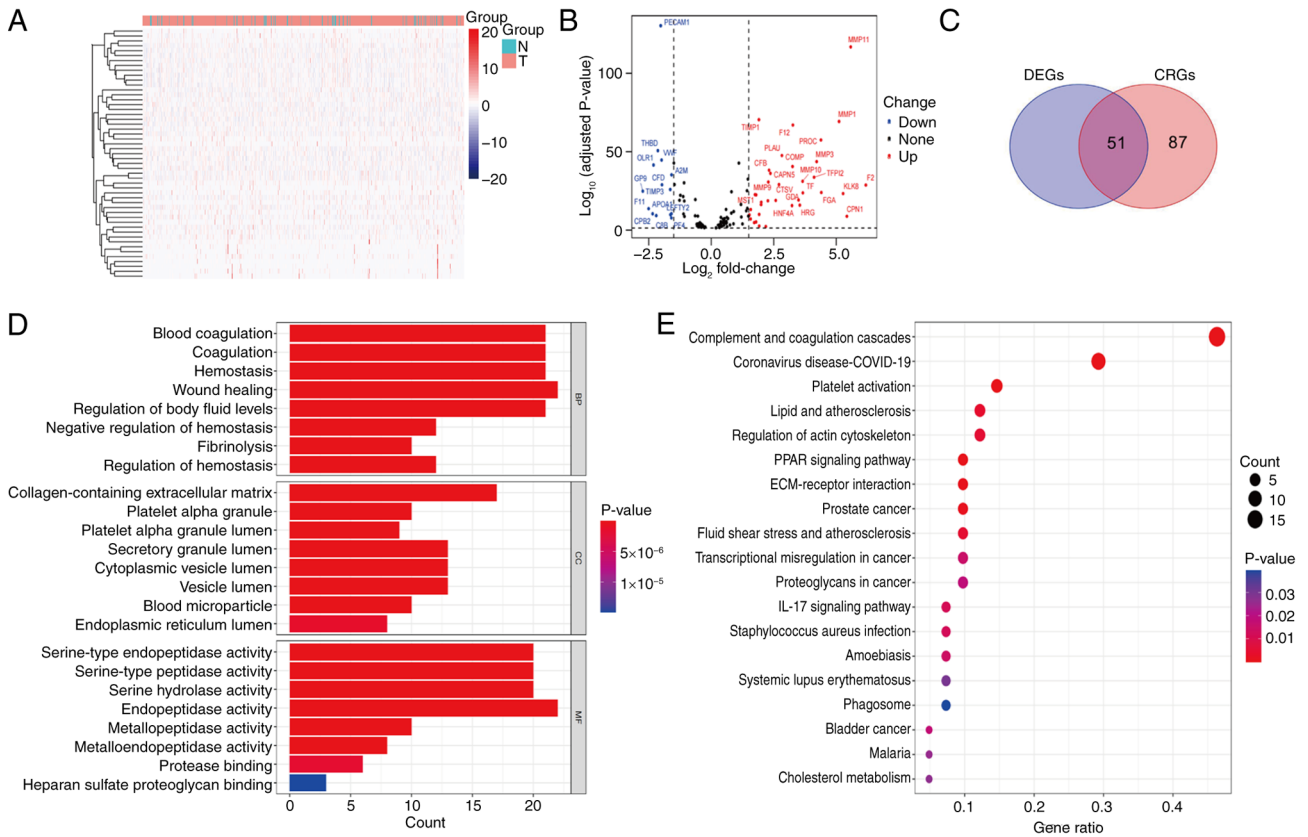 A
Group
20
10
0
−10
−20
Group
N
T
B
Log10 (adjusted P-value)
100
50
0
PECAM1
MMP11
MMP1
TIMP1
F12
PROC
THBD
VWF
OLR1
PLAU
COMP
MMP3
CFB
CAPN5
MMP10
TFPI2
A2M
GP9
CFD
TIMP3
MMP9
CTSV
TF
KLK8
F2
F11
APOA1
LEFTY2
MST1
GDA
FGA
CPB2
C8B
PF4
HNF4A
HRG
CPN1
−2.5
0.0
2.5
5.0
Log2 fold-change
Change
Down
None
Up
C
DEGs
CRGs
51
87
D
Blood coagulation
Coagulation
Hemostasis
Wound healing
Regulation of body fluid levels
Negative regulation of hemostasis
Fibrinolysis
Regulation of hemostasis
BP
Collagen-containing extracellular matrix
Platelet alpha granule
Platelet alpha granule lumen
Secretory granule lumen
Cytoplasmic vesicle lumen
Vesicle lumen
Blood microparticle
Endoplasmic reticulum lumen
CC
Serine-type endopeptidase activity
Serine-type peptidase activity
Serine hydrolase activity
Endopeptidase activity
Metallopeptidase activity
Metalloendopeptidase activity
Protease binding
Heparan sulfate proteoglycan binding
MF
0
5
10
15
20
Count
P-value
5×10⁻⁶
1×10⁻⁵
E
Complement and coagulation cascades
Coronavirus disease-COVID-19
Platelet activation
Lipid and atherosclerosis
Regulation of actin cytoskeleton
PPAR signaling pathway
ECM-receptor interaction
Prostate cancer
Fluid shear stress and atherosclerosis
Transcriptional misregulation in cancer
Proteoglycans in cancer
IL-17 signaling pathway
Staphylococcus aureus infection
Amoebiasis
Systemic lupus erythematosus
Phagosome
Bladder cancer
Malaria
Cholesterol metabolism
0.1
0.2
0.3
0.4
Gene ratio
Count
5
10
15
P-value
0.03
0.02
0.01